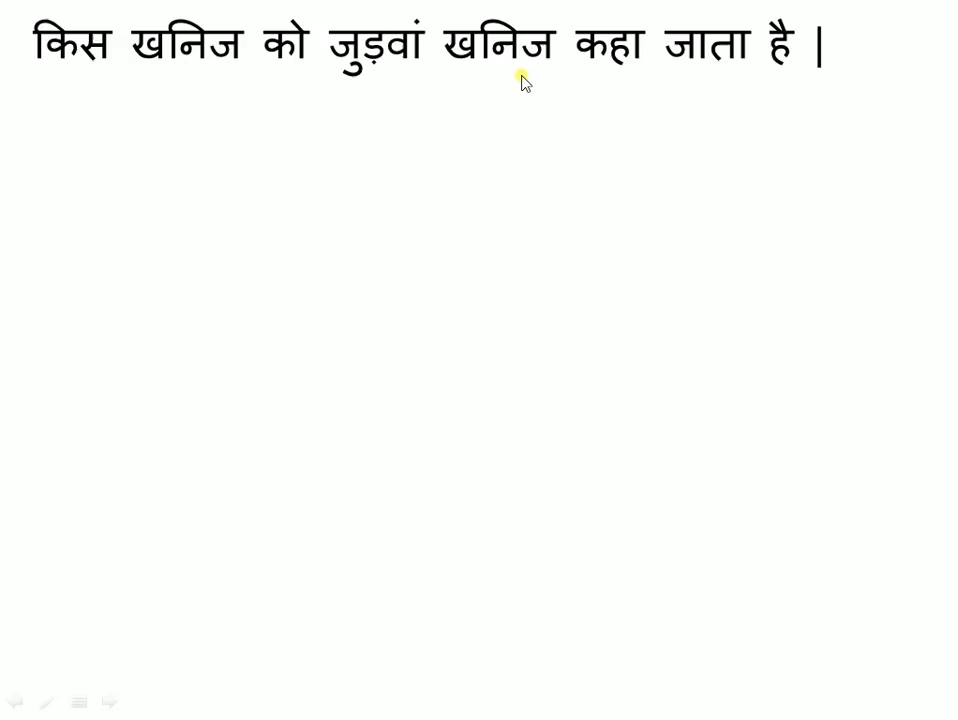 किस खनिज को जुड़वां खनिज कहा जाता है |